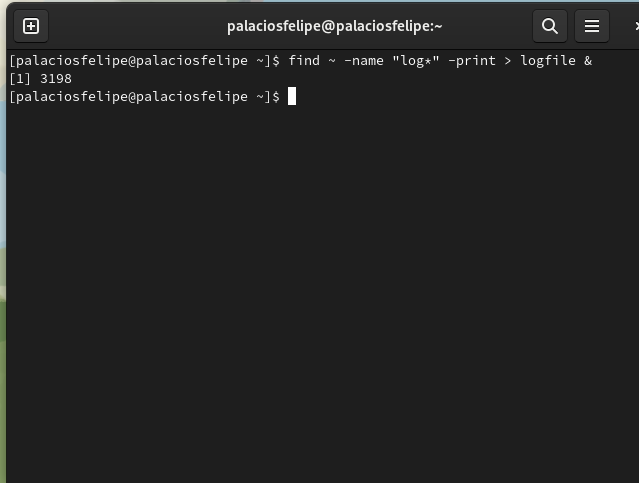 palaciosfelipe@palaciosfelipe:~
[palaciosfelipe@palaciosfelipe ~]$ find ~ -name "log*" -print > logfile &
[1] 3198
[palaciosfelipe@palaciosfelipe ~]$